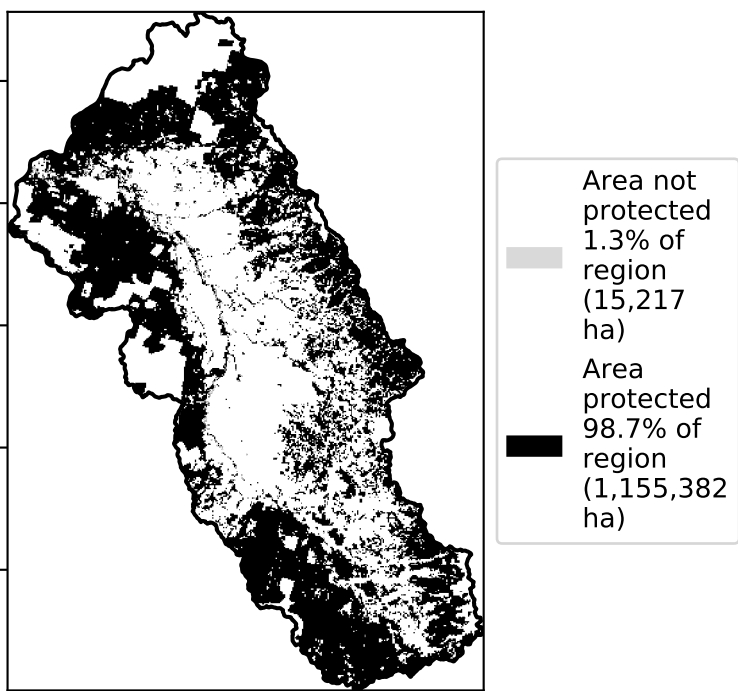 Area not
protected
1.3% of
region
(15,217
ha)
Area
protected
98.7% of
region
(1,155,382
ha)